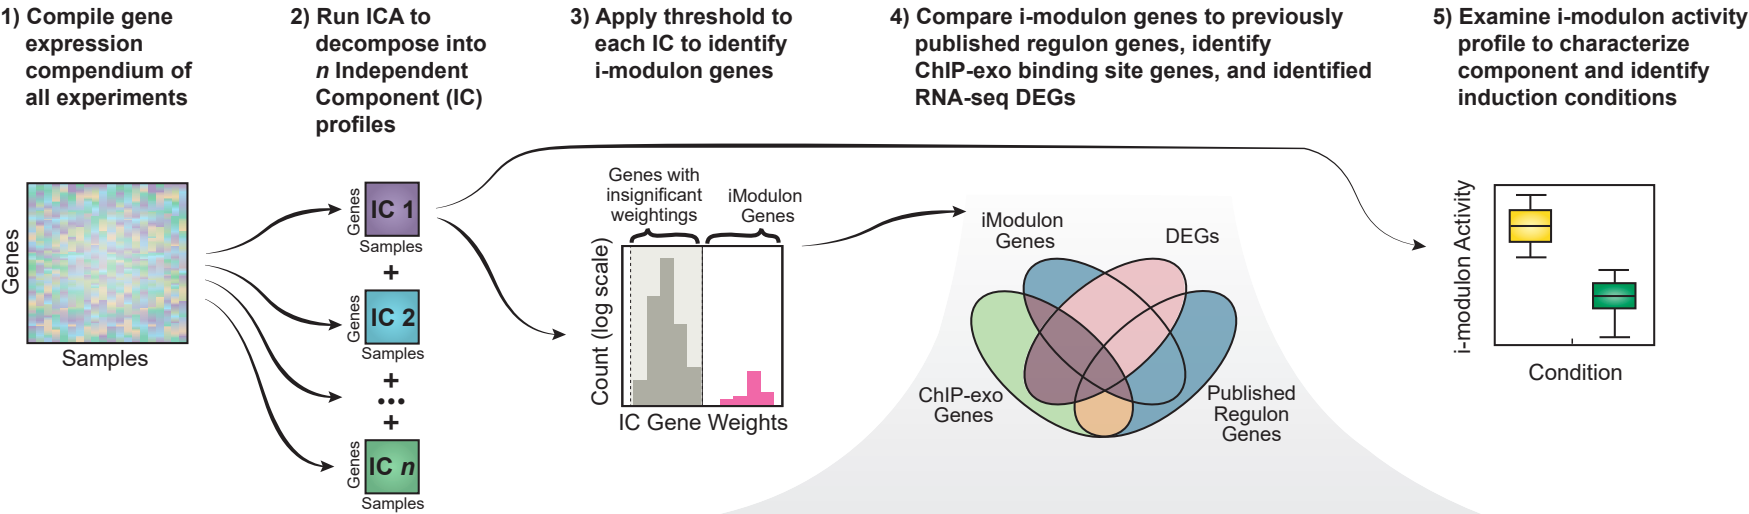 1) Compile gene
expression
compendium of
all experiments
2) Run ICA to
decompose into
n Independent
Component (IC)
profiles
3) Apply threshold to
each IC to identify
i-modulon genes
4) Compare i-modulon genes to previously
published regulon genes, identify
ChIP-exo binding site genes, and identified
RNA-seq DEGs
5) Examine i-modulon activity
profile to characterize
component and identify
induction conditions
Genes
Samples
Genes
IC 1
Samples
+
Genes
IC 2
Samples
+
...
+
Genes
IC n
Samples
Genes with
insignificant
weightings
iModulon
Genes
Count (log scale)
IC Gene Weights
iModulon
Genes
DEGs
ChIP-exo
Genes
Published
Regulon
Genes
i-modulon Activity
Condition